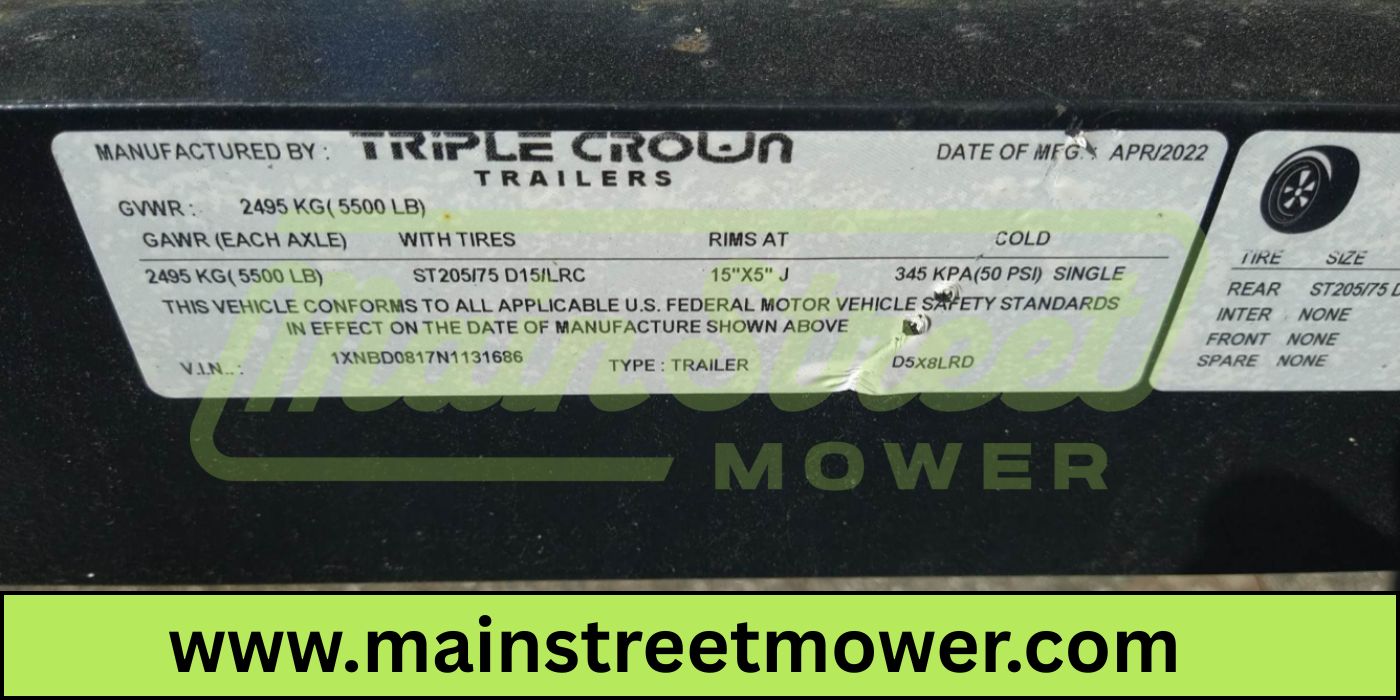 MANUFACTURED BY : TRIPLE CROWN TRAILERS
DATE OF MFG. : APR/2022
GVWR : 2495 KG( 5500 LB)
GAWR (EACH AXLE) WITH TIRES RIMS AT COLD
2495 KG( 5500 LB) ST205/75 D15/LRC 15"X5" J 345 KPA(50 PSI) SINGLE
THIS VEHICLE CONFORMS TO ALL APPLICABLE U.S. FEDERAL MOTOR VEHICLE SAFETY STANDARDS
IN EFFECT ON THE DATE OF MANUFACTURE SHOWN ABOVE
V.I.N.. : 1XNBD0817N1131686 TYPE : TRAILER D5X8LRD
TIRE SIZE
REAR ST205/75 D
INTER NONE
FRONT NONE
SPARE NONE
MainStreet
MOWER
www.mainstreetmower.com